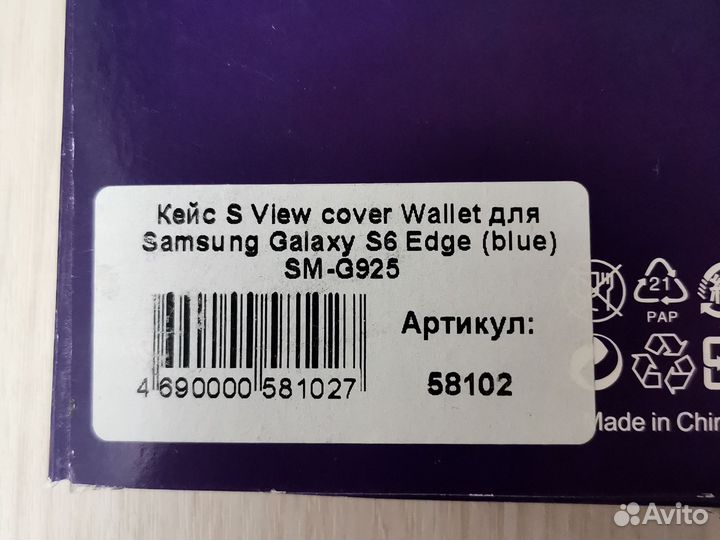 Кейс S View cover Wallet для
Samsung Galaxy S6 Edge (blue)
SM-G925
Артикул:
4 690000 581027
58102
21
PAP
Made in Chin
Avito